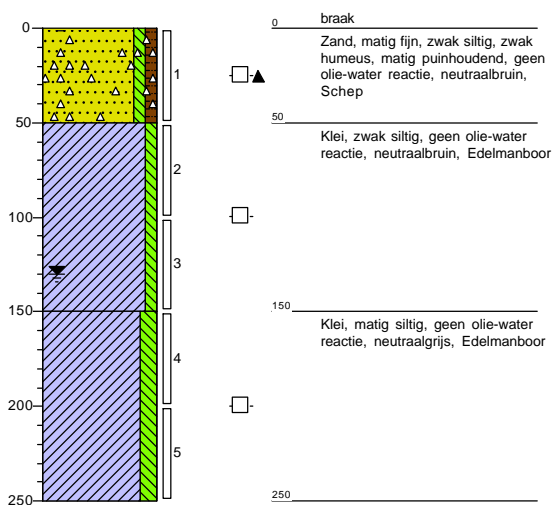 0
braak
0
Zand, matig fijn, zwak siltig, zwak
humeus, matig puinhoudend, geen
olie-water reactie, neutraalbruin,
Schep
1
50
50
Klei, zwak siltig, geen olie-water
reactie, neutraalbruin, Edelmanboor
2
100
3
150
150
Klei, matig siltig, geen olie-water
reactie, neutraalgrijs, Edelmanboor
4
200
5
250
250